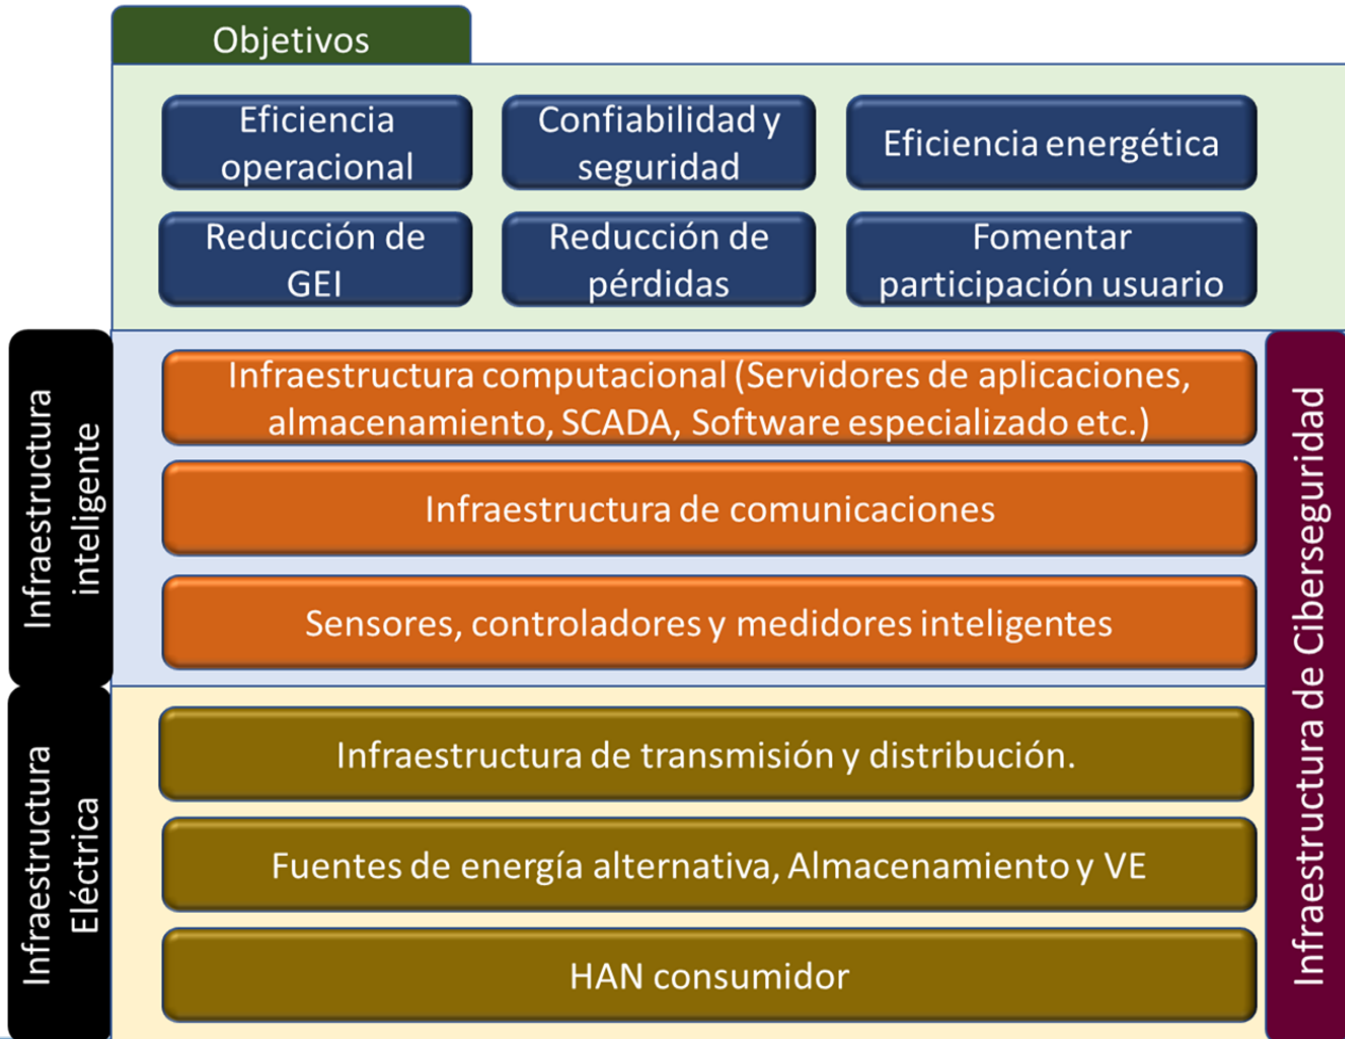 Objetivos
Eficiencia
operacional
Confiabilidad y
seguridad
Eficiencia energética
Reducción de
GEI
Reducción de
pérdidas
Fomentar
participación usuario
Infraestructura
inteligente
Infraestructura computacional (Servidores de aplicaciones,
almacenamiento, SCADA, Software especializado etc.)
Infraestructura de comunicaciones
Sensores, controladores y medidores inteligentes
Infraestructura
Eléctrica
Infraestructura de transmisión y distribución.
Fuentes de energía alternativa, Almacenamiento y VE
HAN consumidor
Infraestructura de Ciberseguridad